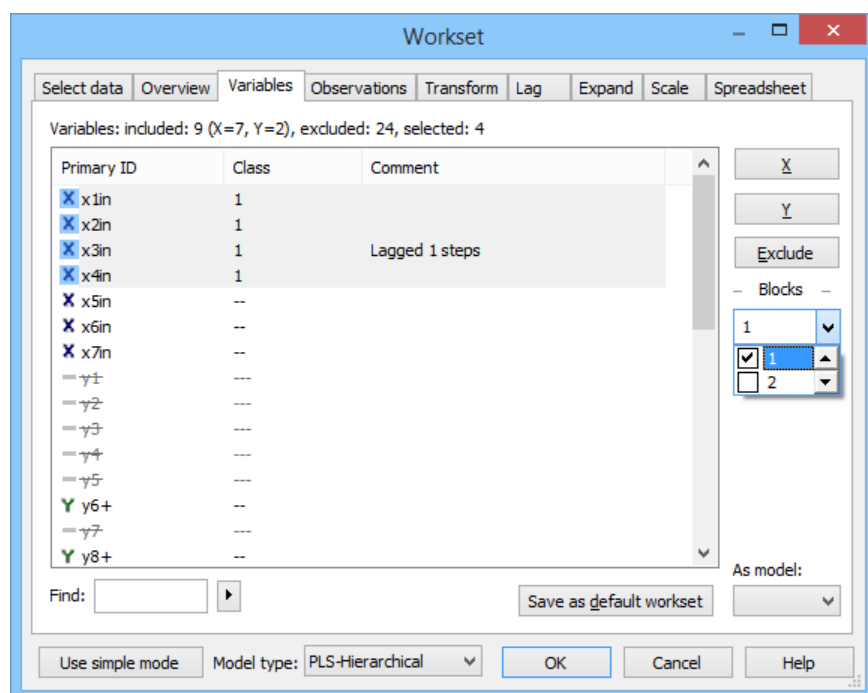 Workset
Select data Overview Variables Observations Transform Lag Expand Scale Spreadsheet
Variables: included: 9 (X=7, Y=2), excluded: 24, selected: 4
Primary ID Class Comment
X x1in 1
X x2in 1
X x3in 1 Lagged 1 steps
X x4in 1
X x5in --
X x6in --
X x7in --
y1 ---
y2 ---
y3 ---
y4 ---
y5 ---
Y y6+ --
y7 ---
Y y8+ --
X
Y
Exclude
Blocks
1
1
2
As model:
Find:
Save as default workset
Use simple mode Model type: PLS-Hierarchical OK Cancel Help